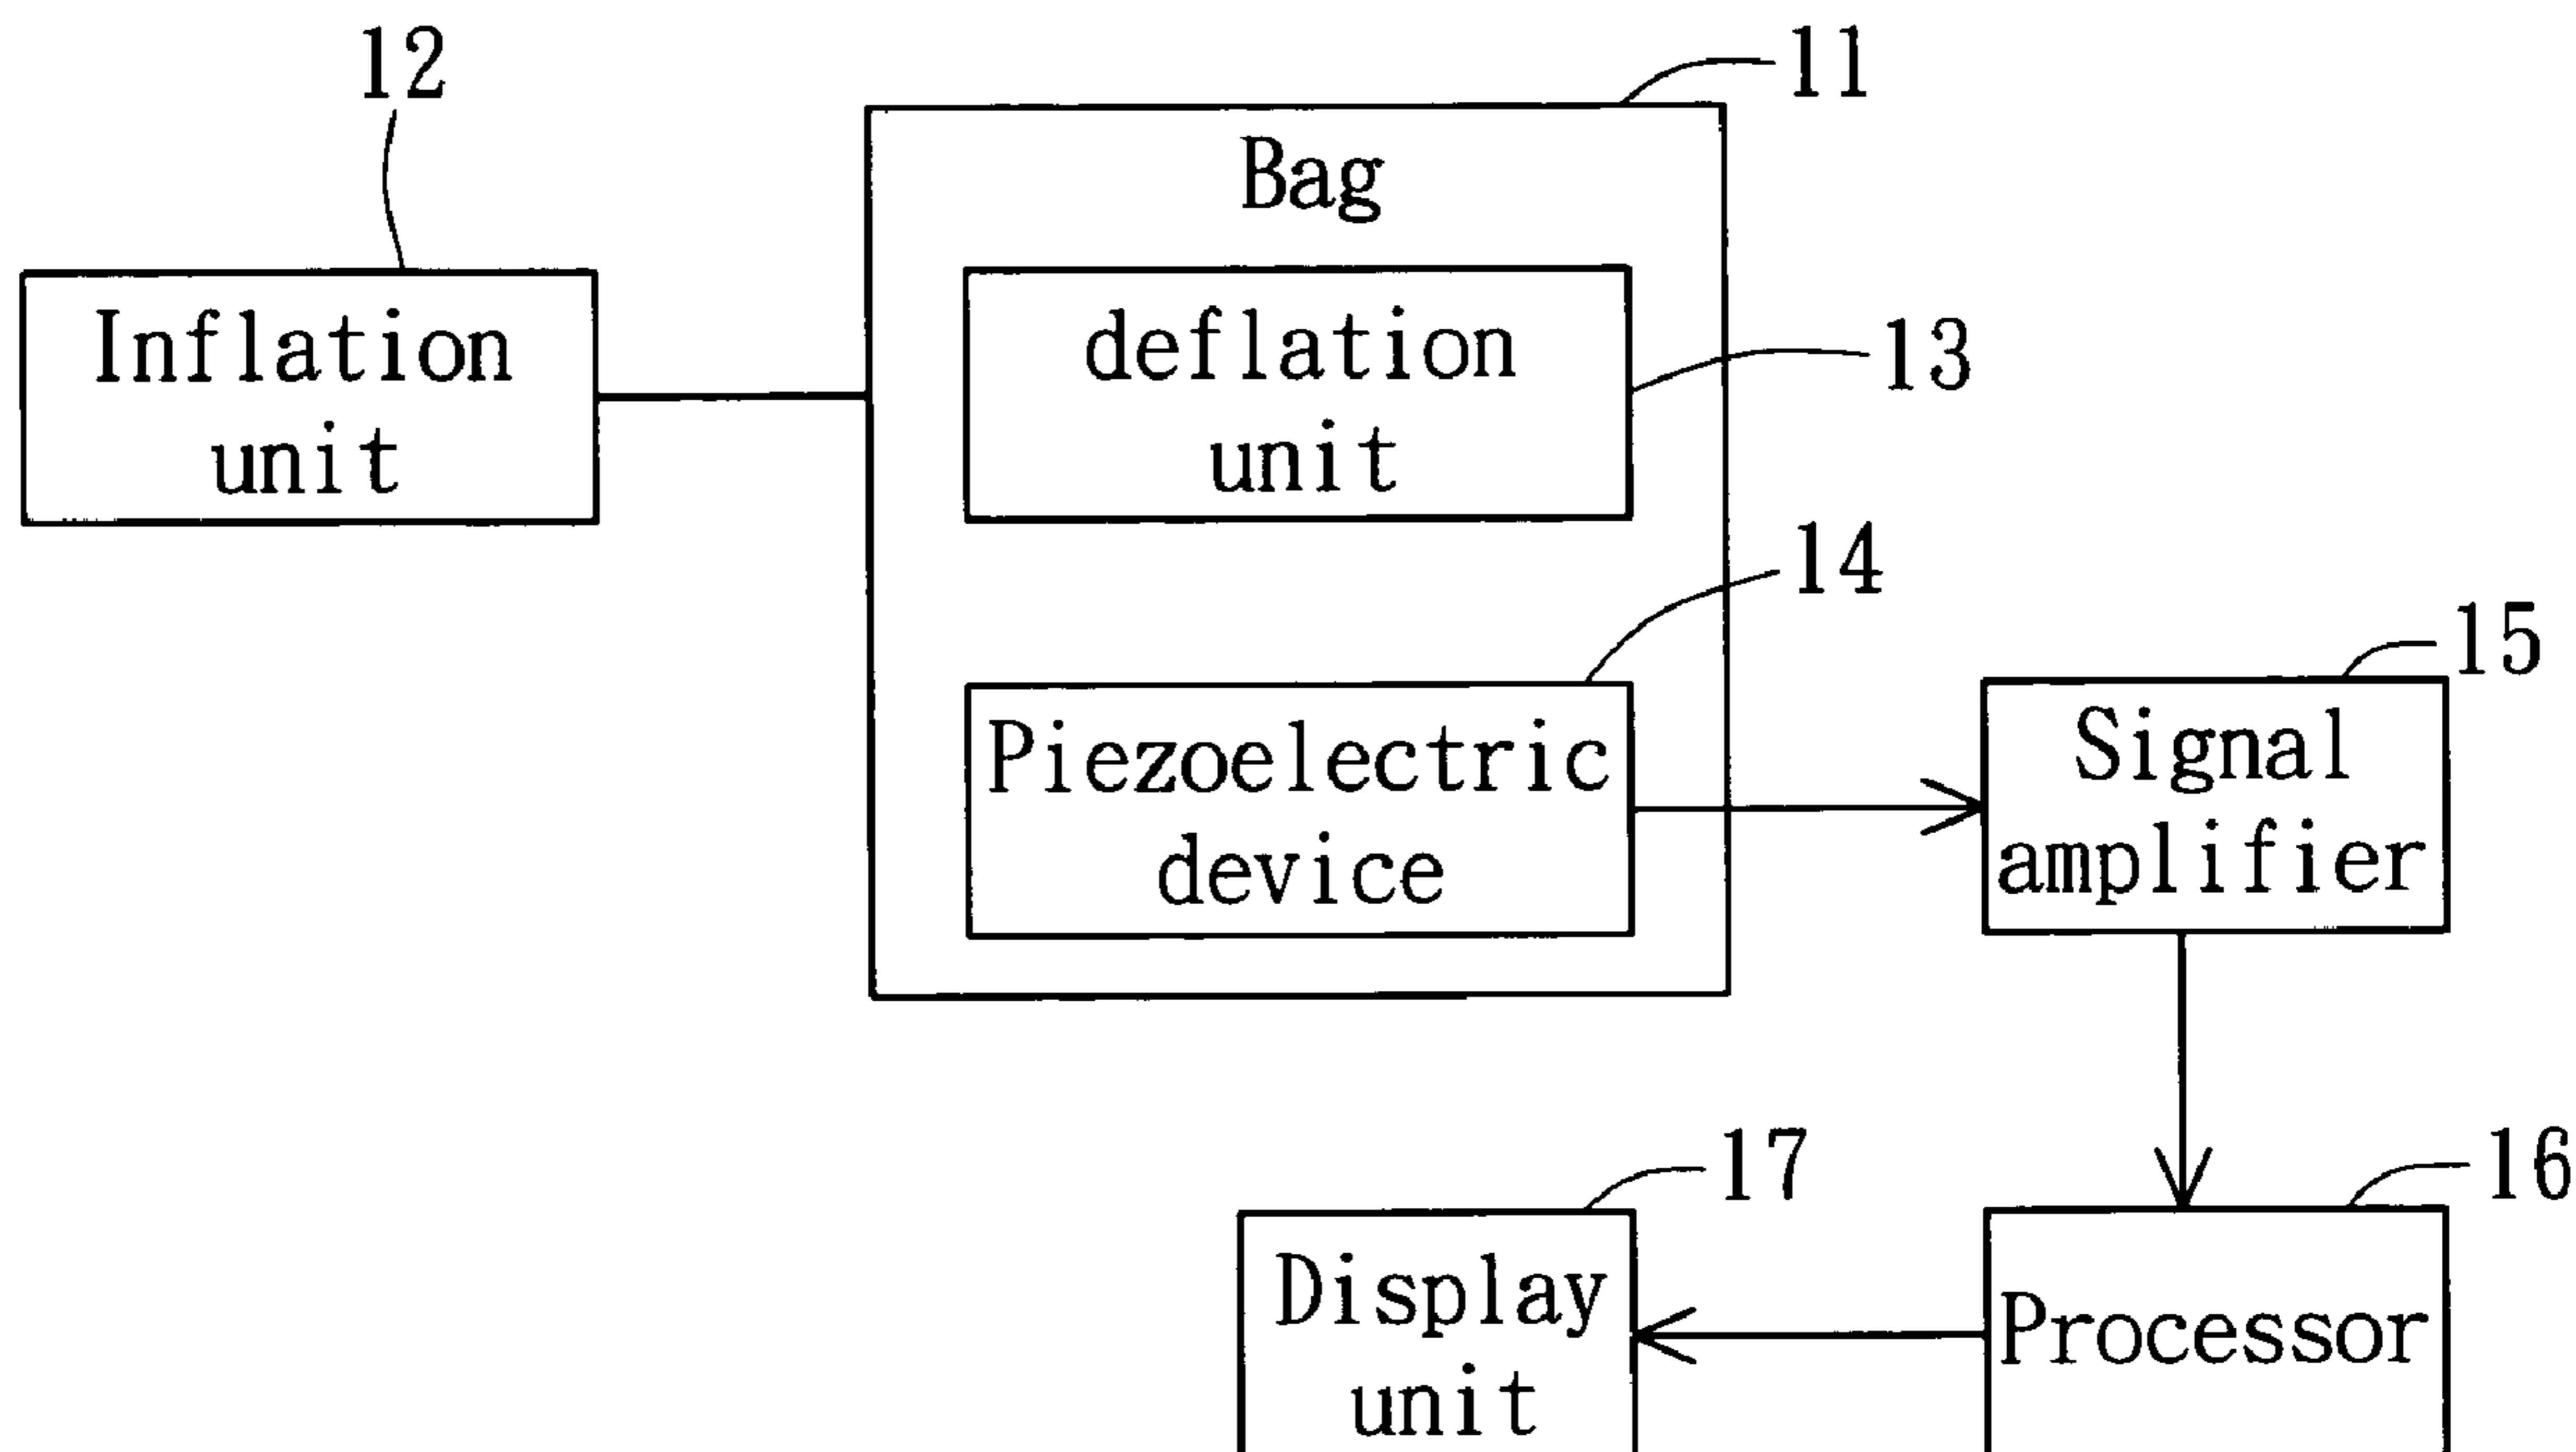 12
11
Bag
Inflation
unit
deflation
unit
13
14
15
Piezoelectric
device
Signal
amplifier
17
16
Display
unit
Processor